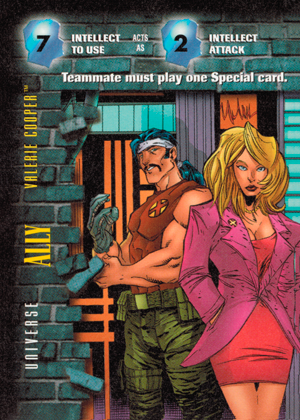 7 INTELLECT TO USE ACTS AS 2 INTELLECT ATTACK
Teammate must play one Special card.
UNIVERSE ALLY VALERIE COOPER™